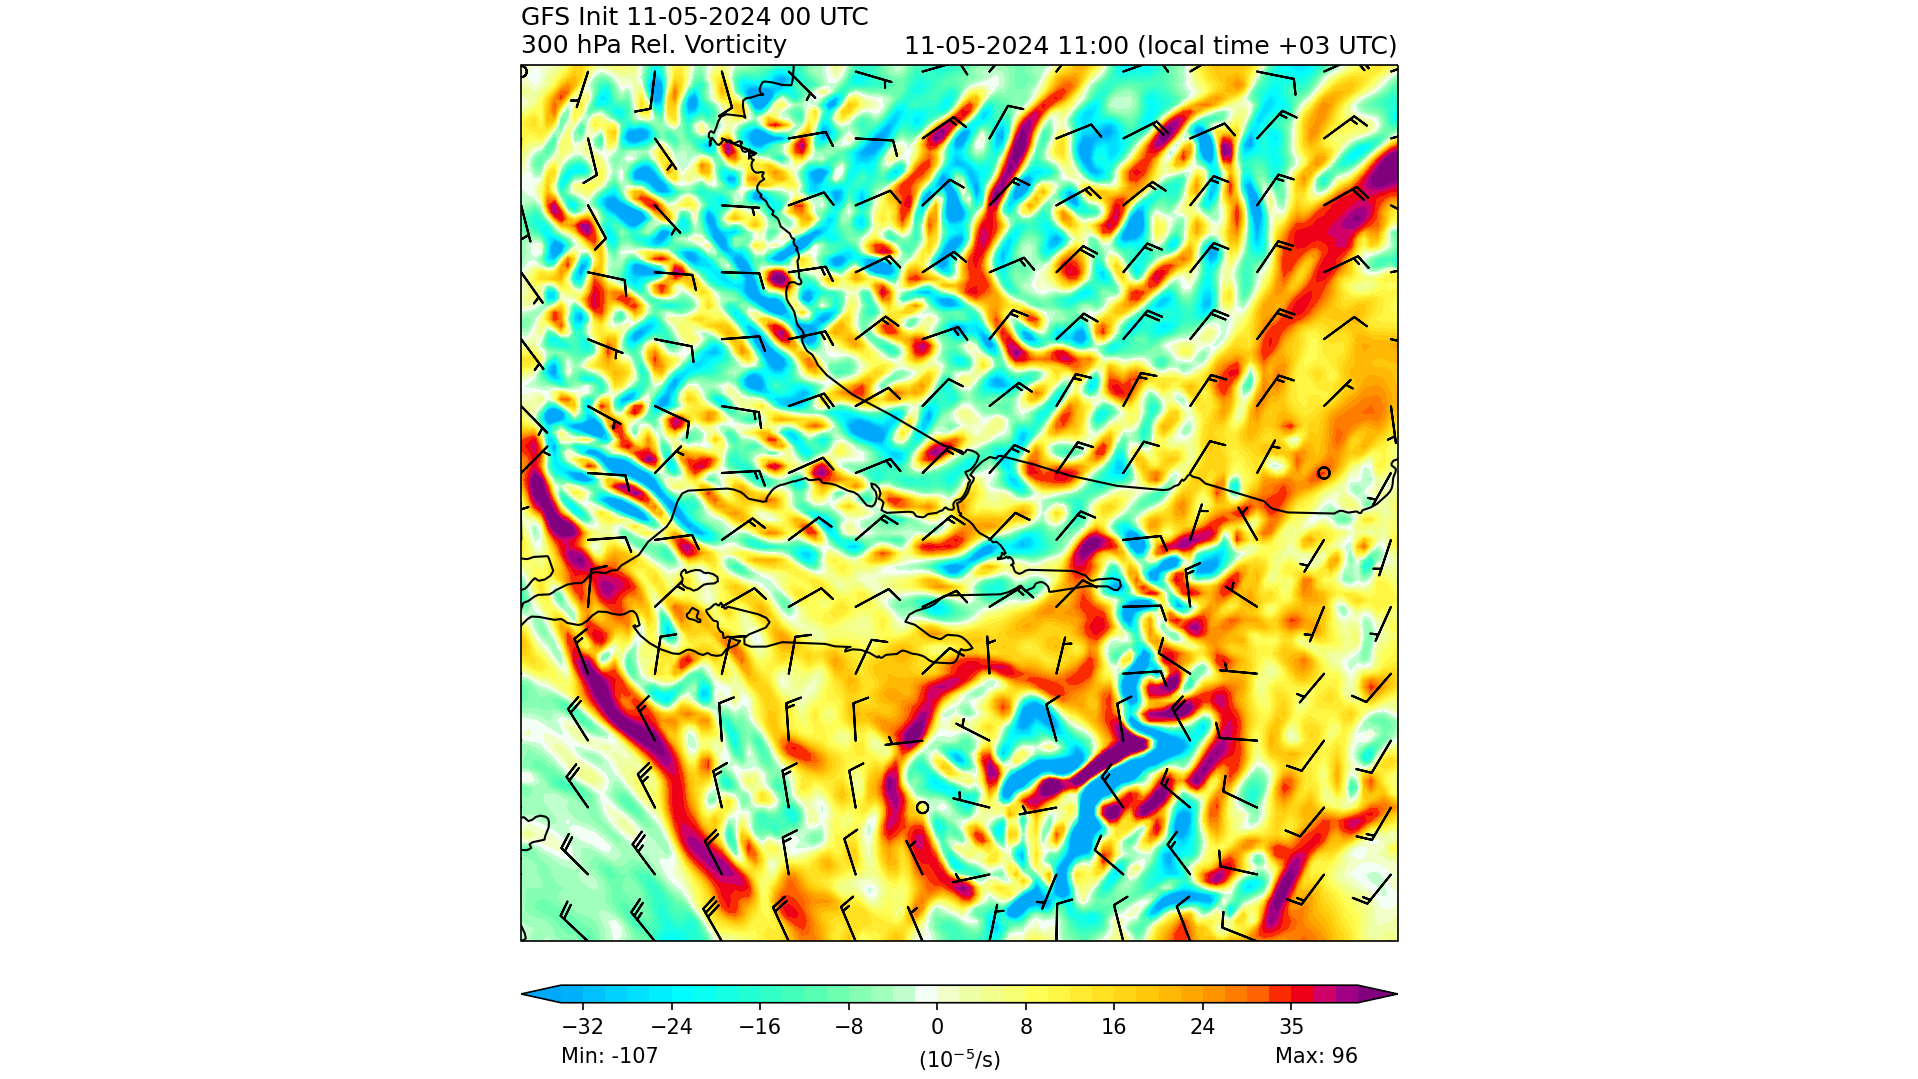 GFS Init 11-05-2024 00 UTC
300 hPa Rel. Vorticity
11-05-2024 11:00 (local time +03 UTC)
−32 −24 −16 −8 0 8 16 24 35
Min: -107
(10⁻⁵/s)
Max: 96